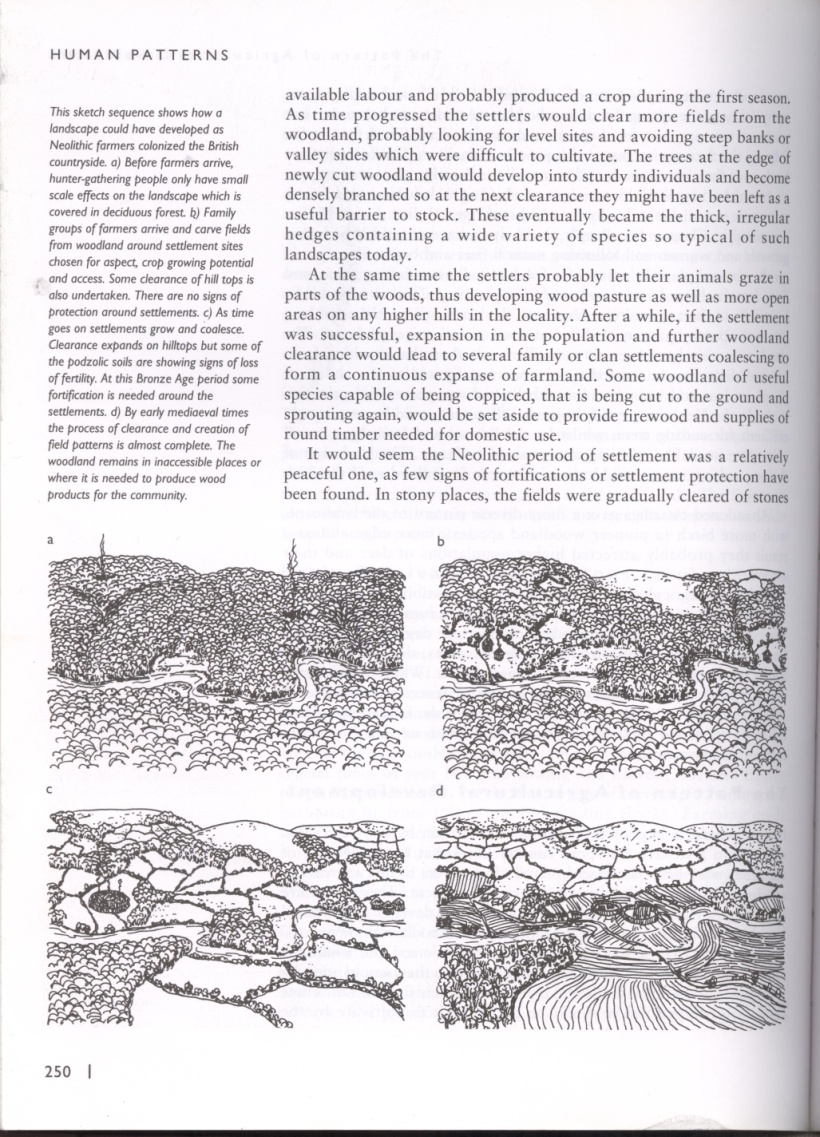 HUMAN PATTERNS
This sketch sequence shows how a
landscape could have developed as
Neolithic farmers colonized the British
countryside. a) Before farmers arrive,
hunter-gathering people only have small
scale effects on the landscape which is
covered in deciduous forest. b) Family
groups of farmers arrive and carve fields
from woodland around settlement sites
chosen for aspect, crop growing potential
and access. Some clearance of hill tops is
also undertaken. There are no signs of
protection around settlements. c) As time
goes on settlements grow and coalesce.
Clearance expands on hilltops but some of
the podzolic soils are showing signs of loss
of fertility. At this Bronze Age period some
fortification is needed around the
settlements. d) By early mediaeval times
the process of clearance and creation of
field patterns is almost complete. The
woodland remains in inaccessible places or
where it is needed to produce wood
products for the community.
available labour and probably produced a crop during the first season.
As time progressed the settlers would clear more fields from the
woodland, probably looking for level sites and avoiding steep banks or
valley sides which were difficult to cultivate. The trees at the edge of
newly cut woodland would develop into sturdy individuals and become
densely branched so at the next clearance they might have been left as a
useful barrier to stock. These eventually became the thick, irregular
hedges containing a wide variety of species so typical of such
landscapes today.
At the same time the settlers probably let their animals graze in
parts of the woods, thus developing wood pasture as well as more open
areas on any higher hills in the locality. After a while, if the settlement
was successful, expansion in the population and further woodland
clearance would lead to several family or clan settlements coalescing to
form a continuous expanse of farmland. Some woodland of useful
species capable of being coppiced, that is being cut to the ground and
sprouting again, would be set aside to provide firewood and supplies of
round timber needed for domestic use.
It would seem the Neolithic period of settlement was a relatively
peaceful one, as few signs of fortifications or settlement protection have
been found. In stony places, the fields were gradually cleared of stones
a
b
c
d
250 |